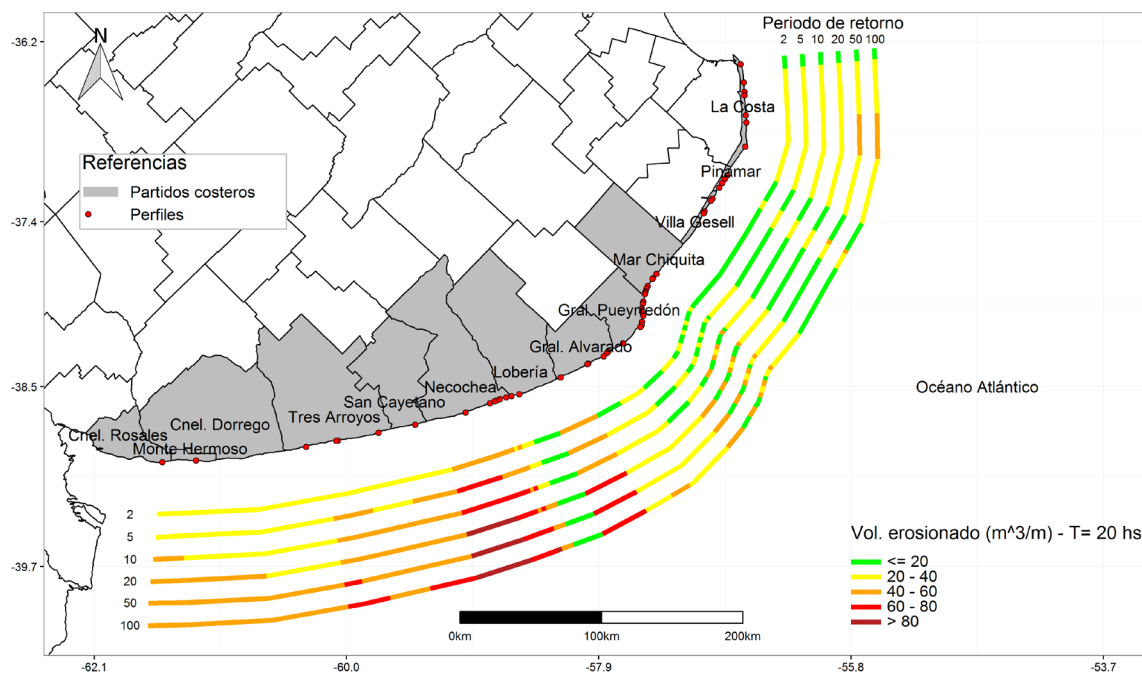 Periodo de retorno
2 5 10 20 50 100
-36.2
N
La Costa
Referencias
Partidos costeros
Perfiles
Pinamar
-37.4
Villa Gesell
Mar Chiquita
Gral. Pueyrredón
Gral. Alvarado
Lobería
-38.5
Océano Atlántico
Necochea
San Cayetano
Tres Arroyos
Cnel. Dorrego
Cnel. Rosales
Monte Hermoso
2
5
10
20
50
100
Vol. erosionado (m^3/m) - T= 20 hs
<= 20
20 - 40
40 - 60
60 - 80
> 80
-39.7
0km 100km 200km
-62.1 -60.0 -57.9 -55.8 -53.7